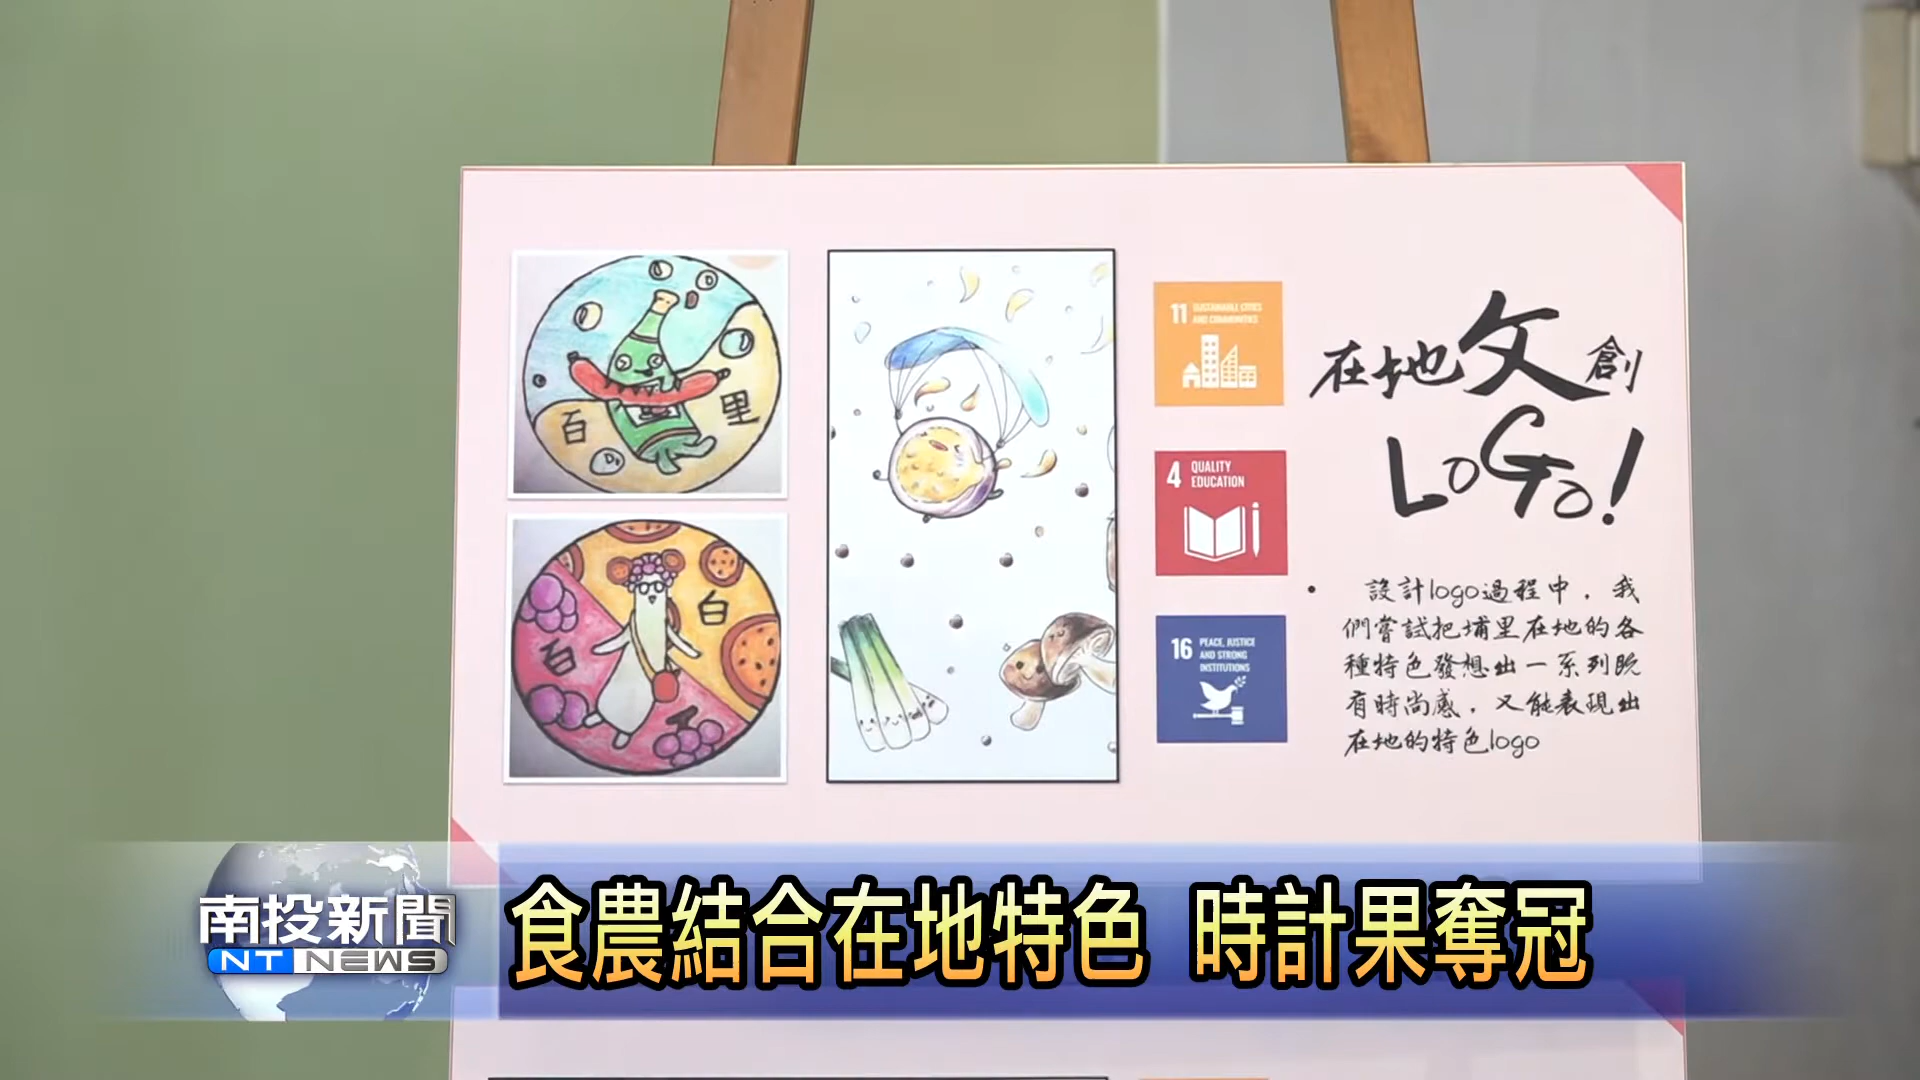 百
里
白
百
11 SUSTAINABLE CITIES
AND COMMUNITIES
4 QUALITY
EDUCATION
16 PEACE, JUSTICE
AND STRONG
INSTITUTIONS
在地文創
LOGO!
• 設計logo過程中,我
們嘗試把埔里在地的各
種特色發想出一系列既
有時尚感,又能表現出
在地的特色logo
南投新聞
NT NEWS
食農結合在地特色 時計果奪冠